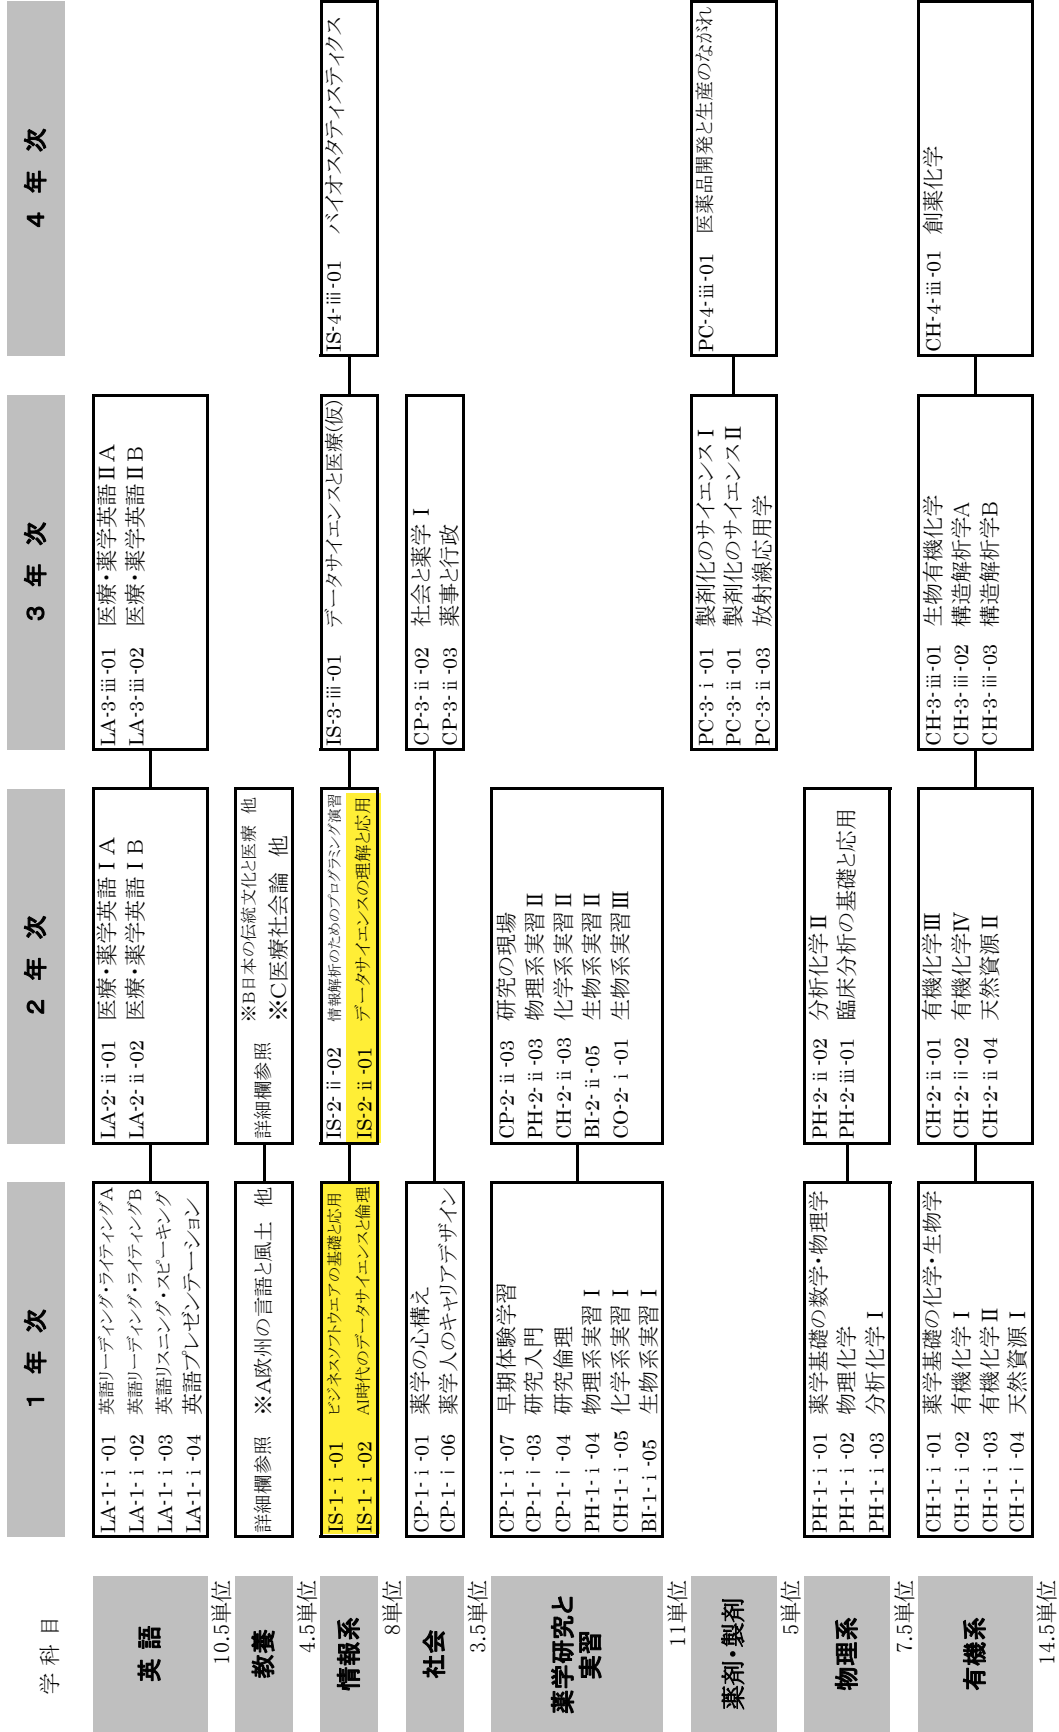 学 科 目
1 年 次
2 年 次
3 年 次
4 年 次
英 語
10.5単位
LA-1-ⅰ-01 英語リーディング・ライティングA
LA-1-ⅰ-02 英語リーディング・ライティングB
LA-1-ⅰ-03 英語リスニング・スピーキング
LA-1-ⅰ-04 英語プレゼンテーション
LA-2-ⅱ-01 医療・薬学英語ⅠA
LA-2-ⅱ-02 医療・薬学英語ⅠB
LA-3-ⅲ-01 医療・薬学英語ⅡA
LA-3-ⅲ-02 医療・薬学英語ⅡB
教養
4.5単位
詳細欄参照 ※A欧州の言語と風土 他
詳細欄参照 ※B日本の伝統文化と医療 他
※C医療社会論 他
情報系
8単位
IS-1-ⅰ-01 ビジネスソフトウェアの基礎と応用
IS-1-ⅰ-02 AI時代のデータサイエンスと倫理
IS-2-ⅱ-02 情報解析のためのプログラミング演習
IS-2-ⅱ-01 データサイエンスの理解と応用
IS-3-ⅲ-01 データサイエンスと医療(仮)
IS-4-ⅲ-01 バイオスタティスティクス
社会
3.5単位
CP-1-ⅰ-01 薬学の心構え
CP-1-ⅰ-06 薬学人のキャリアデザイン
CP-3-ⅱ-02 社会と薬学Ⅰ
CP-3-ⅱ-03 薬事と行政
薬学研究と
実習
11単位
CP-1-ⅰ-07 早期体験学習
CP-1-ⅰ-03 研究入門
CP-1-ⅰ-04 研究倫理
PH-1-ⅰ-04 物理系実習Ⅰ
CH-1-ⅰ-05 化学系実習Ⅰ
BI-1-ⅰ-05 生物系実習Ⅰ
CP-2-ⅱ-03 研究の現場
PH-2-ⅱ-03 物理系実習Ⅱ
CH-2-ⅱ-03 化学系実習Ⅱ
BI-2-ⅱ-05 生物系実習Ⅱ
CO-2-ⅰ-01 生物系実習Ⅲ
薬剤・製剤
5単位
PC-3-ⅰ-01 製剤化のサイエンスⅠ
PC-3-ⅱ-01 製剤化のサイエンスⅡ
PC-3-ⅱ-03 放射線応用学
PC-4-ⅲ-01 医薬品開発と生産のながれ
物理系
7.5単位
PH-1-ⅰ-01 薬学基礎の数学・物理学
PH-1-ⅰ-02 物理化学
PH-1-ⅰ-03 分析化学Ⅰ
PH-2-ⅱ-02 分析化学Ⅱ
PH-2-ⅲ-01 臨床分析の基礎と応用
有機系
14.5単位
CH-1-ⅰ-01 薬学基礎の化学・生物学
CH-1-ⅰ-02 有機化学Ⅰ
CH-1-ⅰ-03 有機化学Ⅱ
CH-1-ⅰ-04 天然資源Ⅰ
CH-2-ⅱ-01 有機化学Ⅲ
CH-2-ⅱ-02 有機化学Ⅳ
CH-2-ⅱ-04 天然資源Ⅱ
CH-3-ⅲ-01 生物有機化学
CH-3-ⅲ-02 構造解析学A
CH-3-ⅲ-03 構造解析学B
CH-4-ⅲ-01 創薬化学